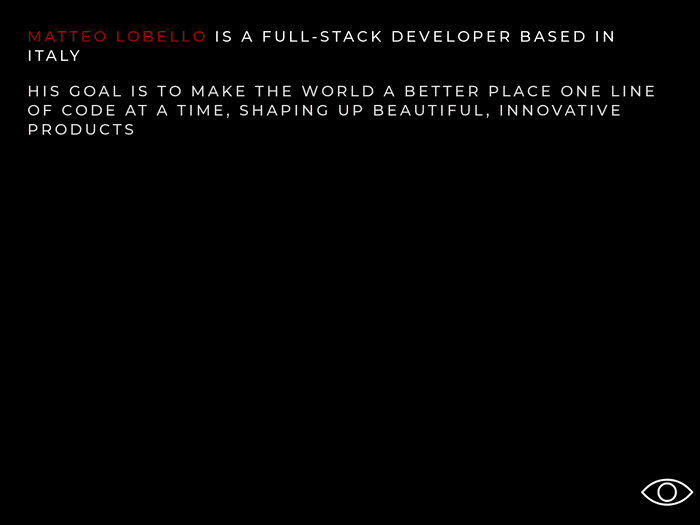 MATTEO LOBELLO IS A FULL-STACK DEVELOPER BASED IN
ITALY
HIS GOAL IS TO MAKE THE WORLD A BETTER PLACE ONE LINE
OF CODE AT A TIME, SHAPING UP BEAUTIFUL, INNOVATIVE
PRODUCTS